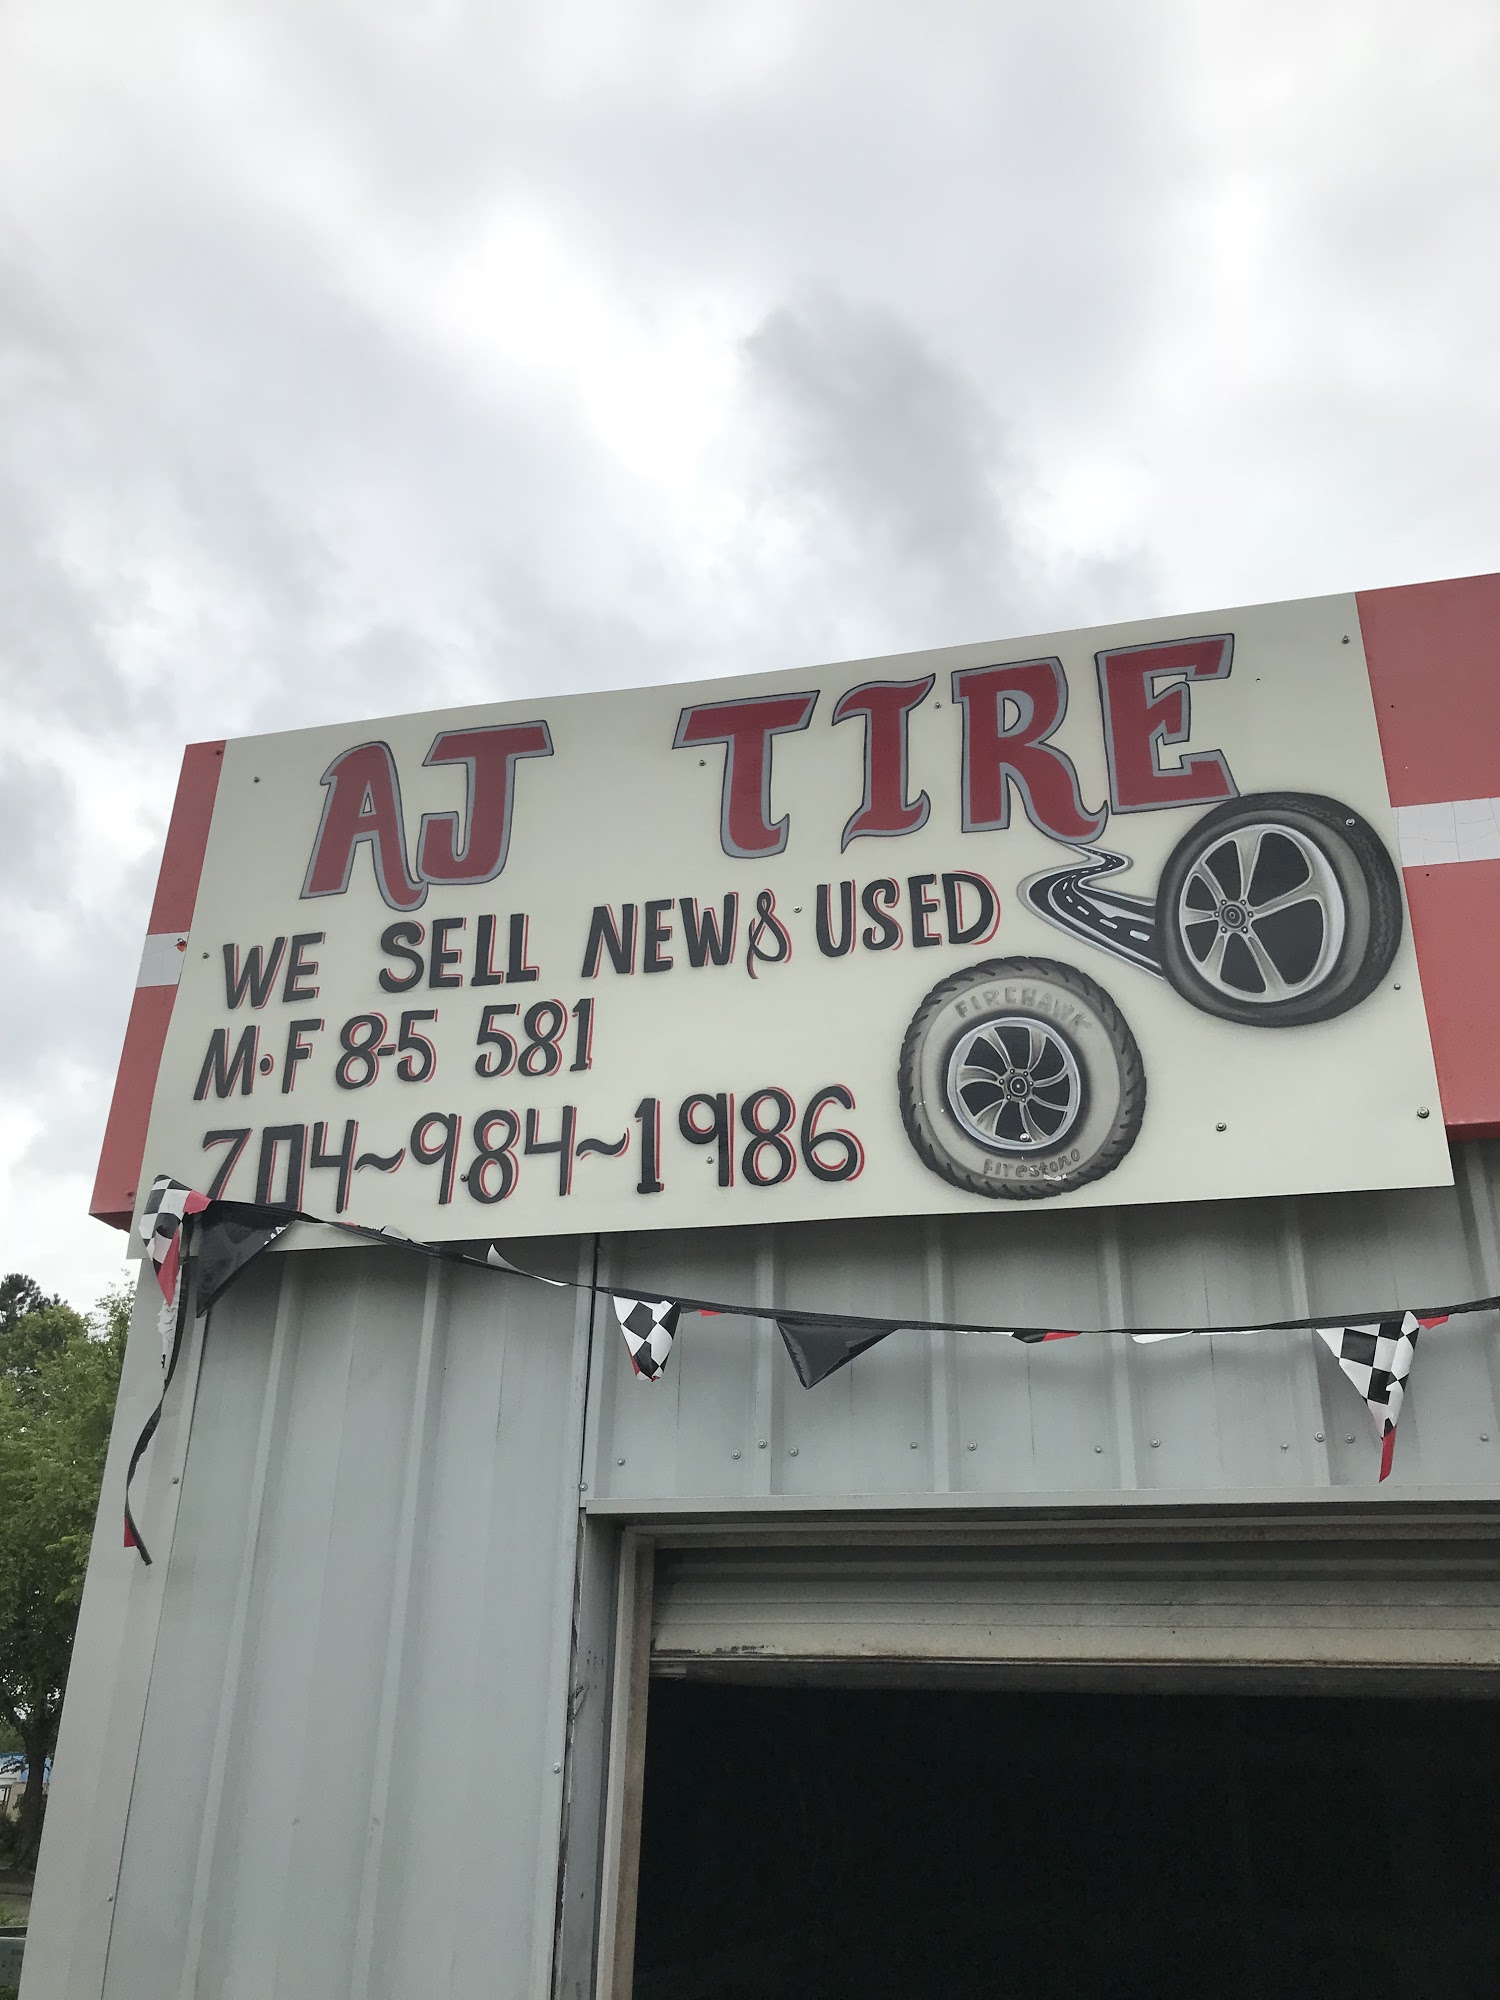 AJ TIRE
WE SELL NEW & USED
M·F 8-5 581
704~984~1986
FIREHAWK
Firestone